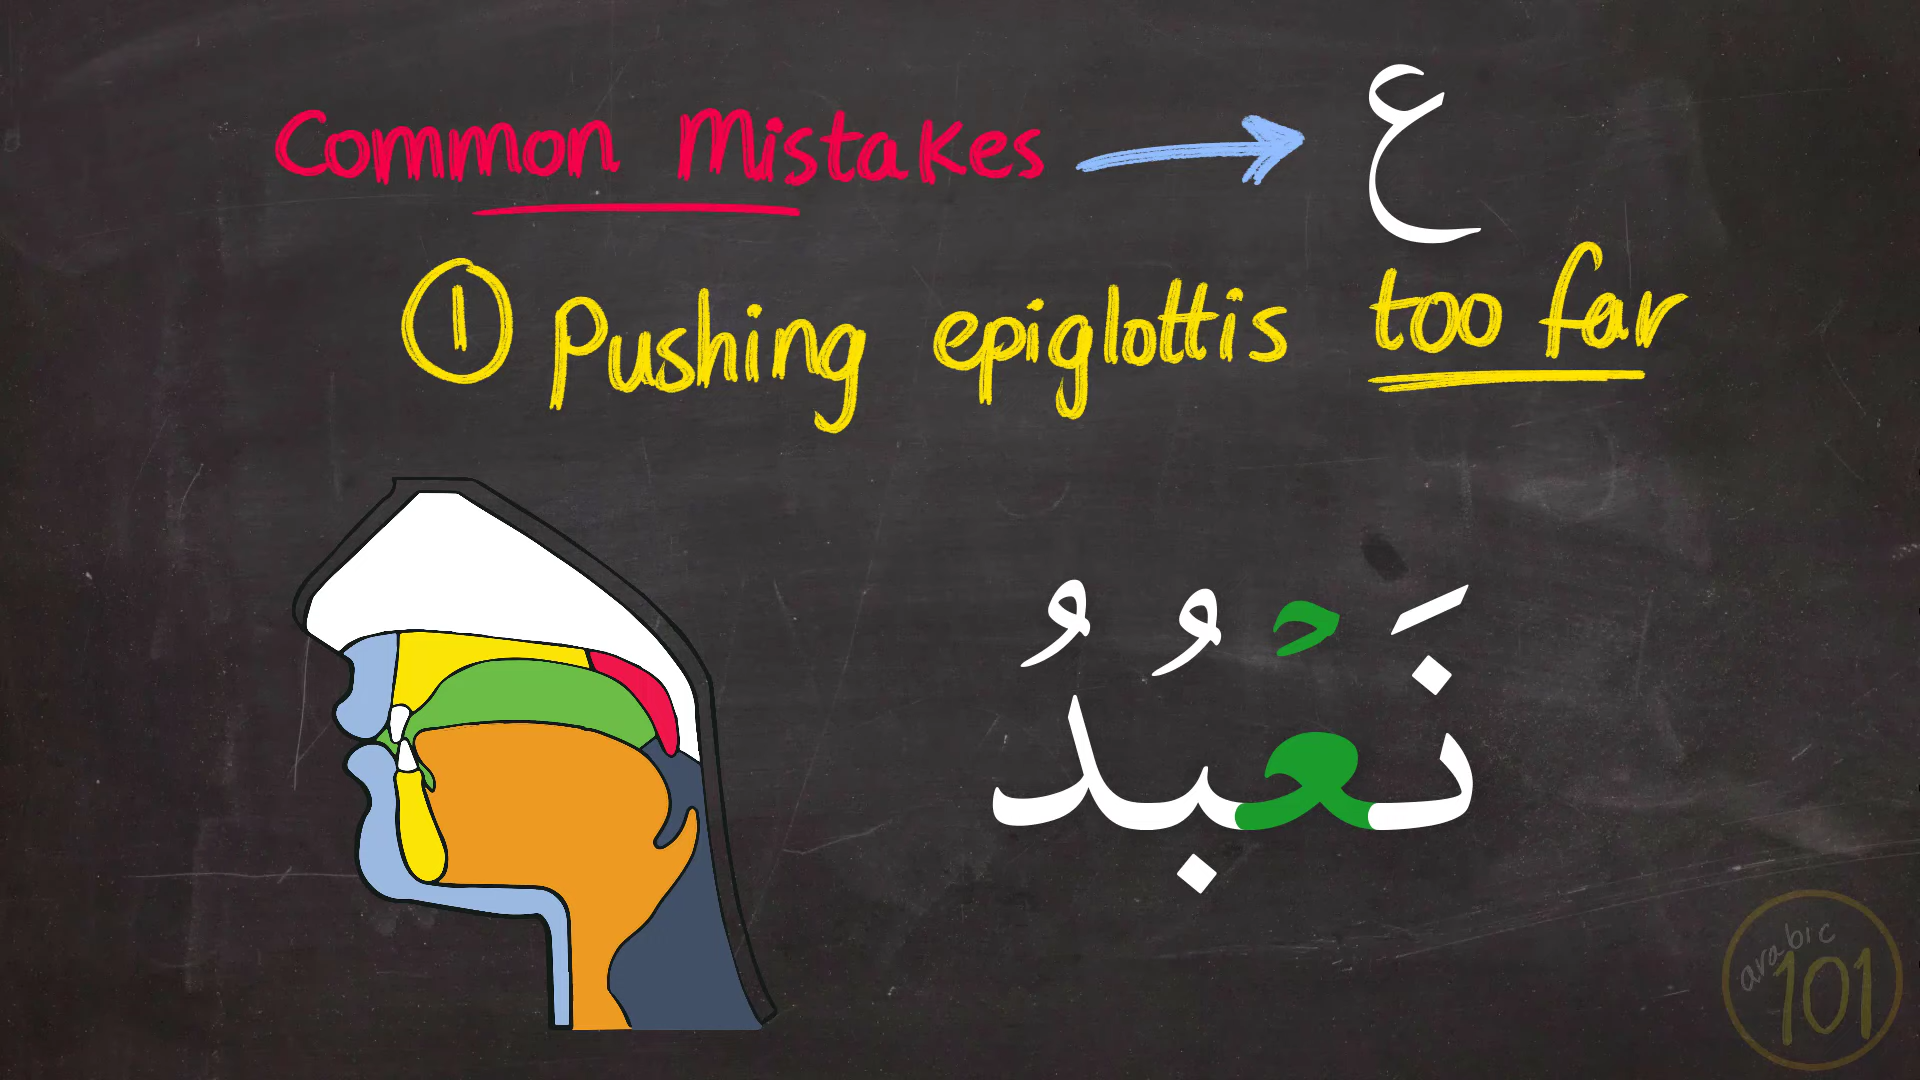 Common Mistakes → ع
① Pushing epiglottis too far
نَعْبُدُ
arabic
101